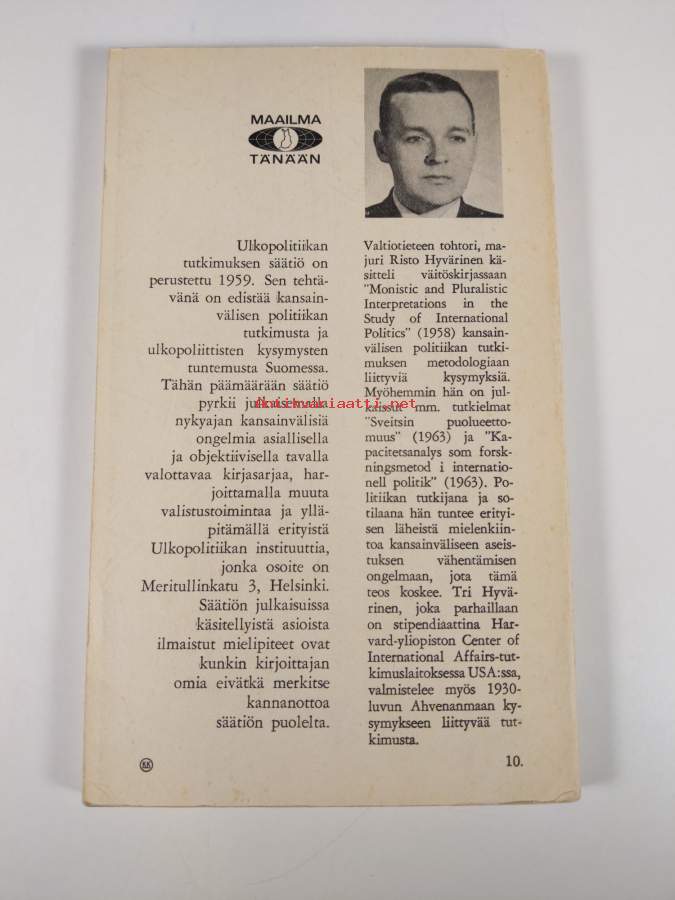 MAAILMA
TÄNÄÄN
Ulkopolitiikan
tutkimuksen säätiö on
perustettu 1959. Sen tehtä-
vänä on edistää kansain-
välisen politiikan
tutkimusta ja
ulkopoliittisten kysymysten
tuntemusta Suomessa.
Tähän päämäärään säätiö
pyrkii julkaisemalla
nykyajan kansainvälisiä
ongelmia asiallisella
ja objektiivisella tavalla
valottavaa kirjasarjaa, har-
joittamalla muuta
valistustoimintaa ja yllä-
pitämällä erityistä
Ulkopolitiikan instituuttia,
jonka osoite on
Meritullinkatu 3, Helsinki.
Säätiön julkaisuissa
käsitellyistä asioista
ilmaistut mielipiteet ovat
kunkin kirjoittajan
omia eivätkä merkitse
kannanottoa
säätiön puolelta.
Valtiotieteen tohtori, ma-
juri Risto Hyvärinen kä-
sitteli väitöskirjassaan
"Monistic and Pluralistic
Interpretations in the
Study of International
Politics" (1958) kansain-
välisen politiikan tutki-
muksen metodologiaan
liittyviä kysymyksiä.
Myöhemmin hän on jul-
kaissut mm. tutkielmat
"Sveitsin puolueetto-
muus" (1963) ja "Ka-
pacitetsanalys som forsk-
ningsmetod i internatio-
nell politik" (1963). Po-
litiikan tutkijana ja so-
tilaana hän tuntee erityi-
sen läheistä mielenkiin-
toa kansainväliseen aseis-
tuksen vähentämisen
ongelmaan, jota tämä
teos koskee. Tri Hyvä-
rinen, joka parhaillaan
on stipendiaattina Har-
vard-yliopiston Center of
International Affairs-tut-
kimuslaitoksessa USA:ssa,
valmistelee myös 1930-
luvun Ahvenanmaan ky-
symykseen liittyvää tut-
kimusta.
KK
10.
Antikvariaatti.net